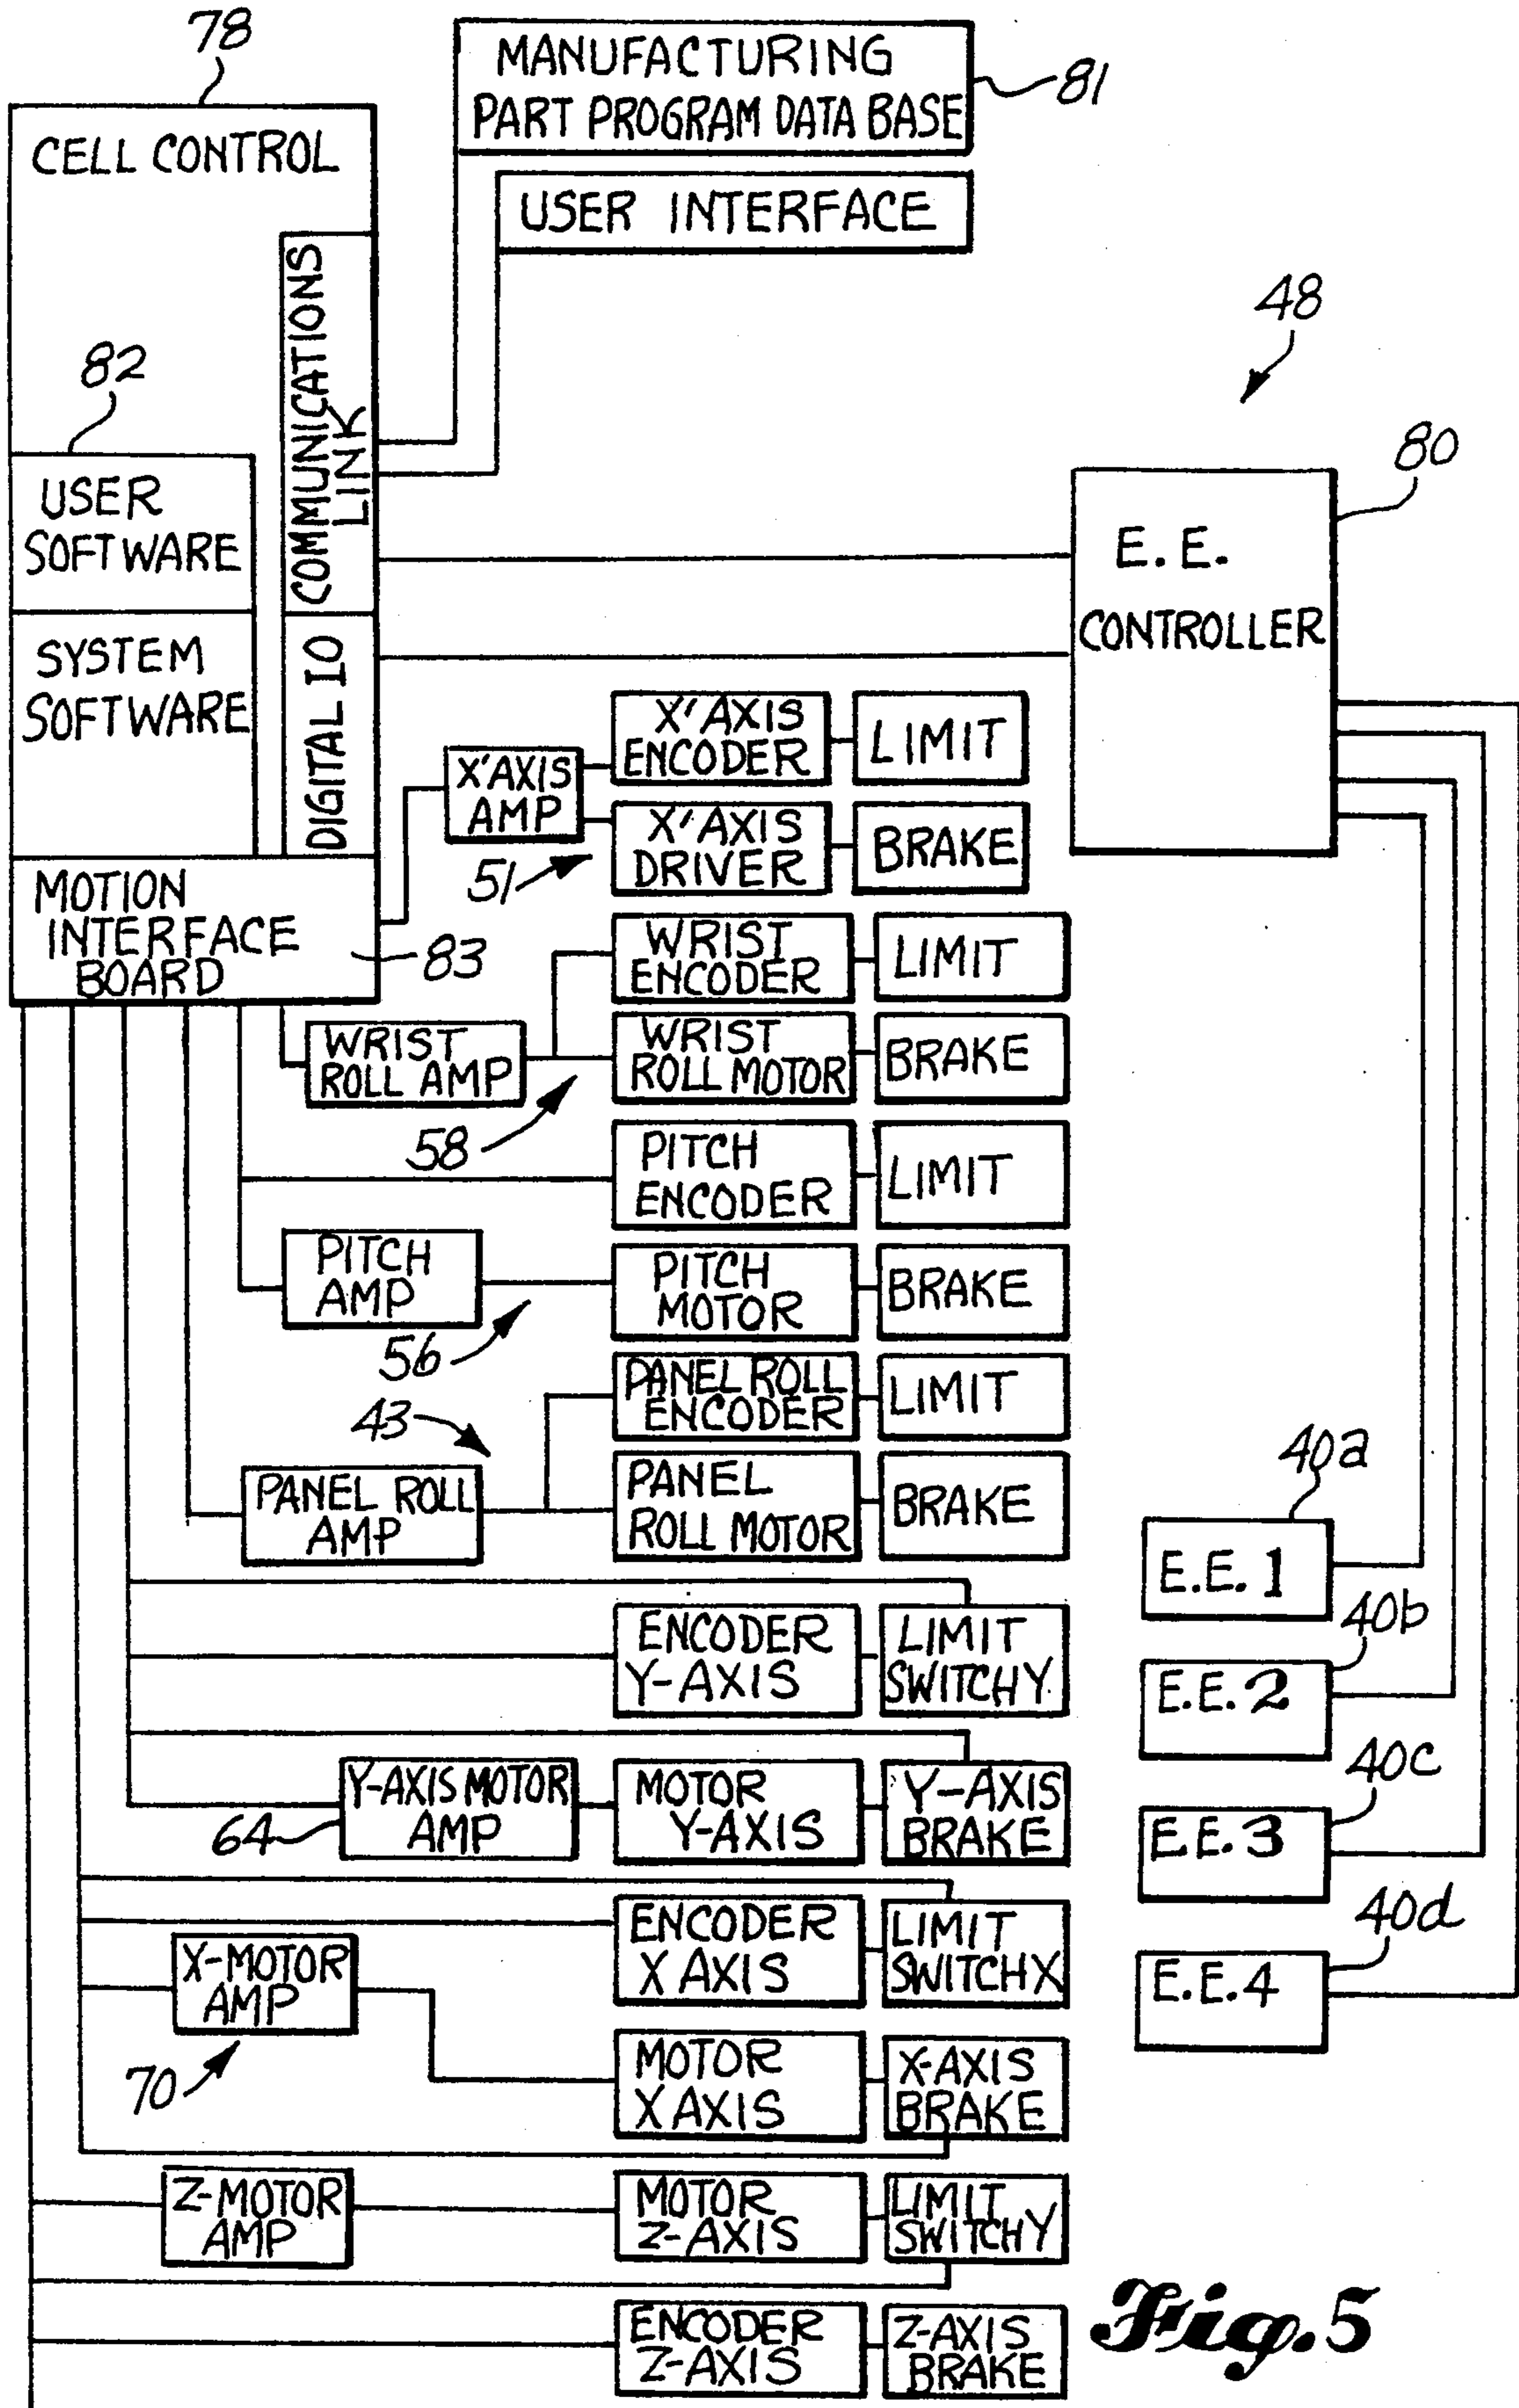 78
MANUFACTURING
PART PROGRAM DATA BASE
81
CELL CONTROL
USER INTERFACE
COMMUNICATIONS
LINK
48
82
80
USER
SOFTWARE
E. E.
CONTROLLER
SYSTEM
SOFTWARE
DIGITAL IO
X'AXIS
AMP
X'AXIS
ENCODER
LIMIT
51
X'AXIS
DRIVER
BRAKE
MOTION
INTERFACE
BOARD
83
WRIST
ENCODER
LIMIT
WRIST
ROLL AMP
WRIST
ROLL MOTOR
BRAKE
58
PITCH
ENCODER
LIMIT
PITCH
AMP
PITCH
MOTOR
BRAKE
56
43
PANEL ROLL
ENCODER
LIMIT
PANEL ROLL
AMP
PANEL
ROLL MOTOR
BRAKE
40a
E.E. 1
40b
ENCODER
Y-AXIS
LIMIT
SWITCHY
E.E. 2
40c
Y-AXIS MOTOR
AMP
64
MOTOR
Y-AXIS
Y-AXIS
BRAKE
E.E. 3
40d
ENCODER
X AXIS
LIMIT
SWITCHX
X-MOTOR
AMP
E.E. 4
70
MOTOR
X AXIS
X-AXIS
BRAKE
Z-MOTOR
AMP
MOTOR
Z-AXIS
LIMIT
SWITCHY
ENCODER
Z-AXIS
Z-AXIS
BRAKE
Fig. 5